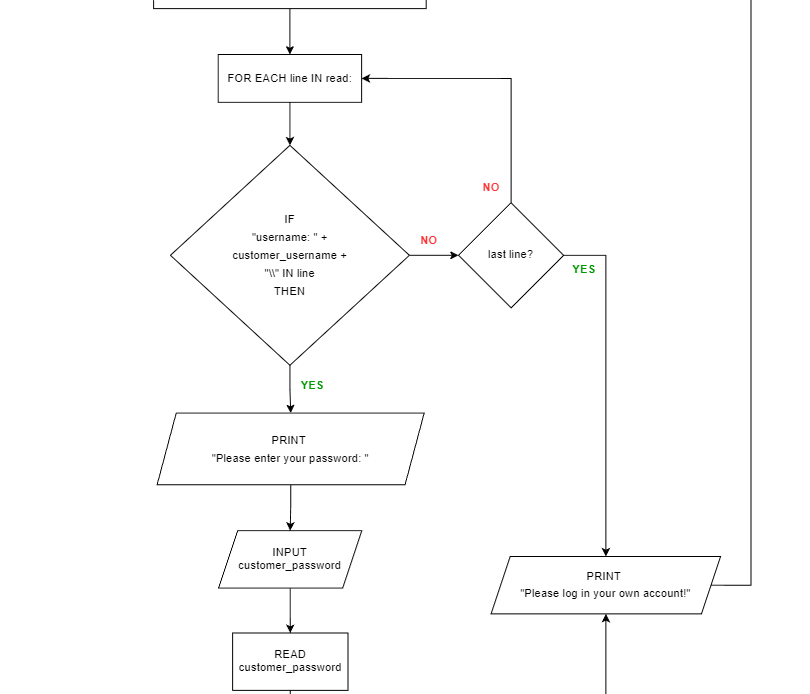 FOR EACH line IN read:
NO
IF
"username: " +
customer_username +
"\\" IN line
THEN
NO
last line?
YES
YES
PRINT
"Please enter your password: "
INPUT
customer_password
PRINT
"Please log in your own account!"
READ
customer_password